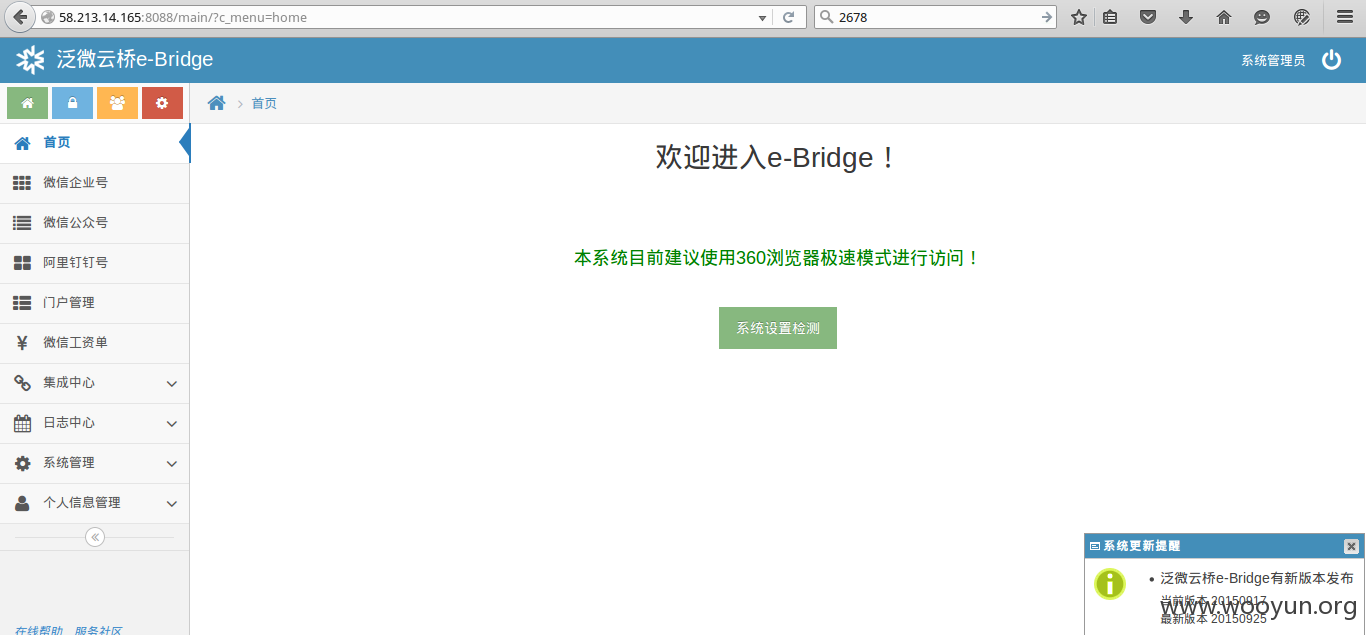 58.213.14.165:8088/main/?c_menu=home
2678
泛微云桥e-Bridge
系统管理员
首页
首页
微信企业号
微信公众号
阿里钉钉号
门户管理
微信工资单
集成中心
日志中心
系统管理
个人信息管理
在线帮助 服务社区
欢迎进入e-Bridge！
本系统目前建议使用360浏览器极速模式进行访问！
系统设置检测
系统更新提醒
泛微云桥e-Bridge有新版本发布
当前版本 20150917
www.wooyun.org
最新版本 20150925